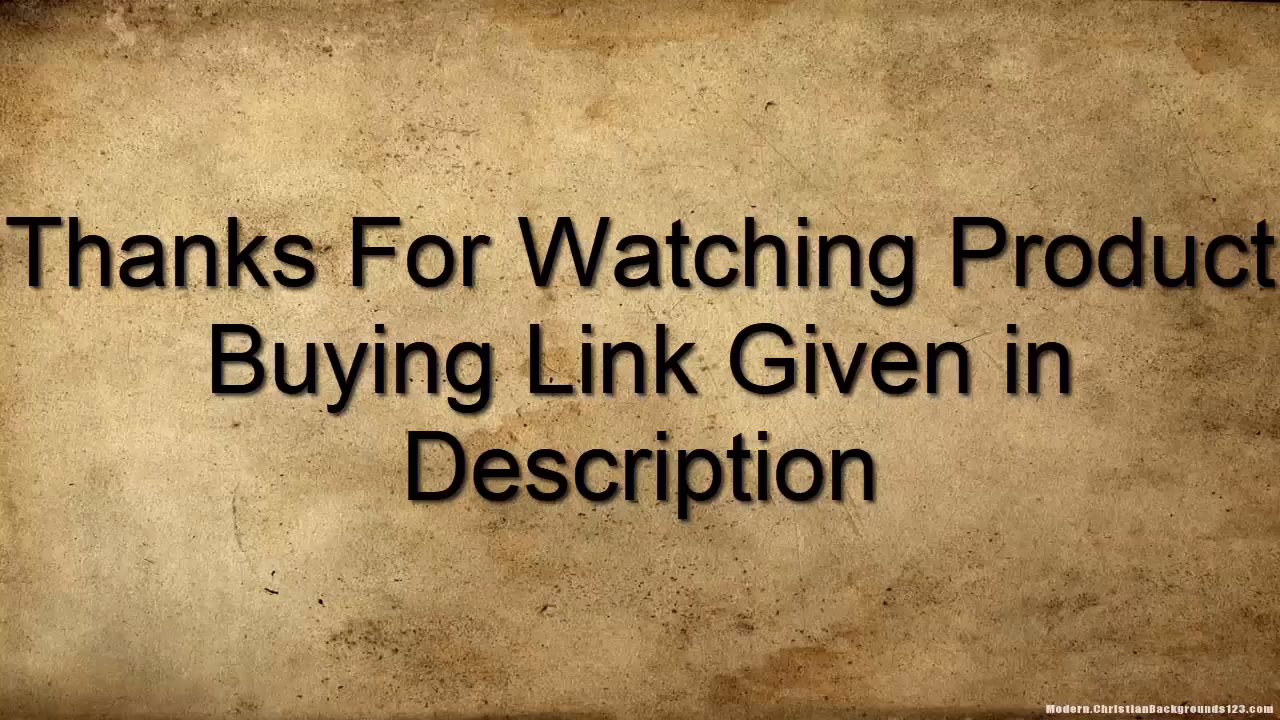 Thanks For Watching Product
Buying Link Given in
Description
Modern.ChristianBackgrounds123.com